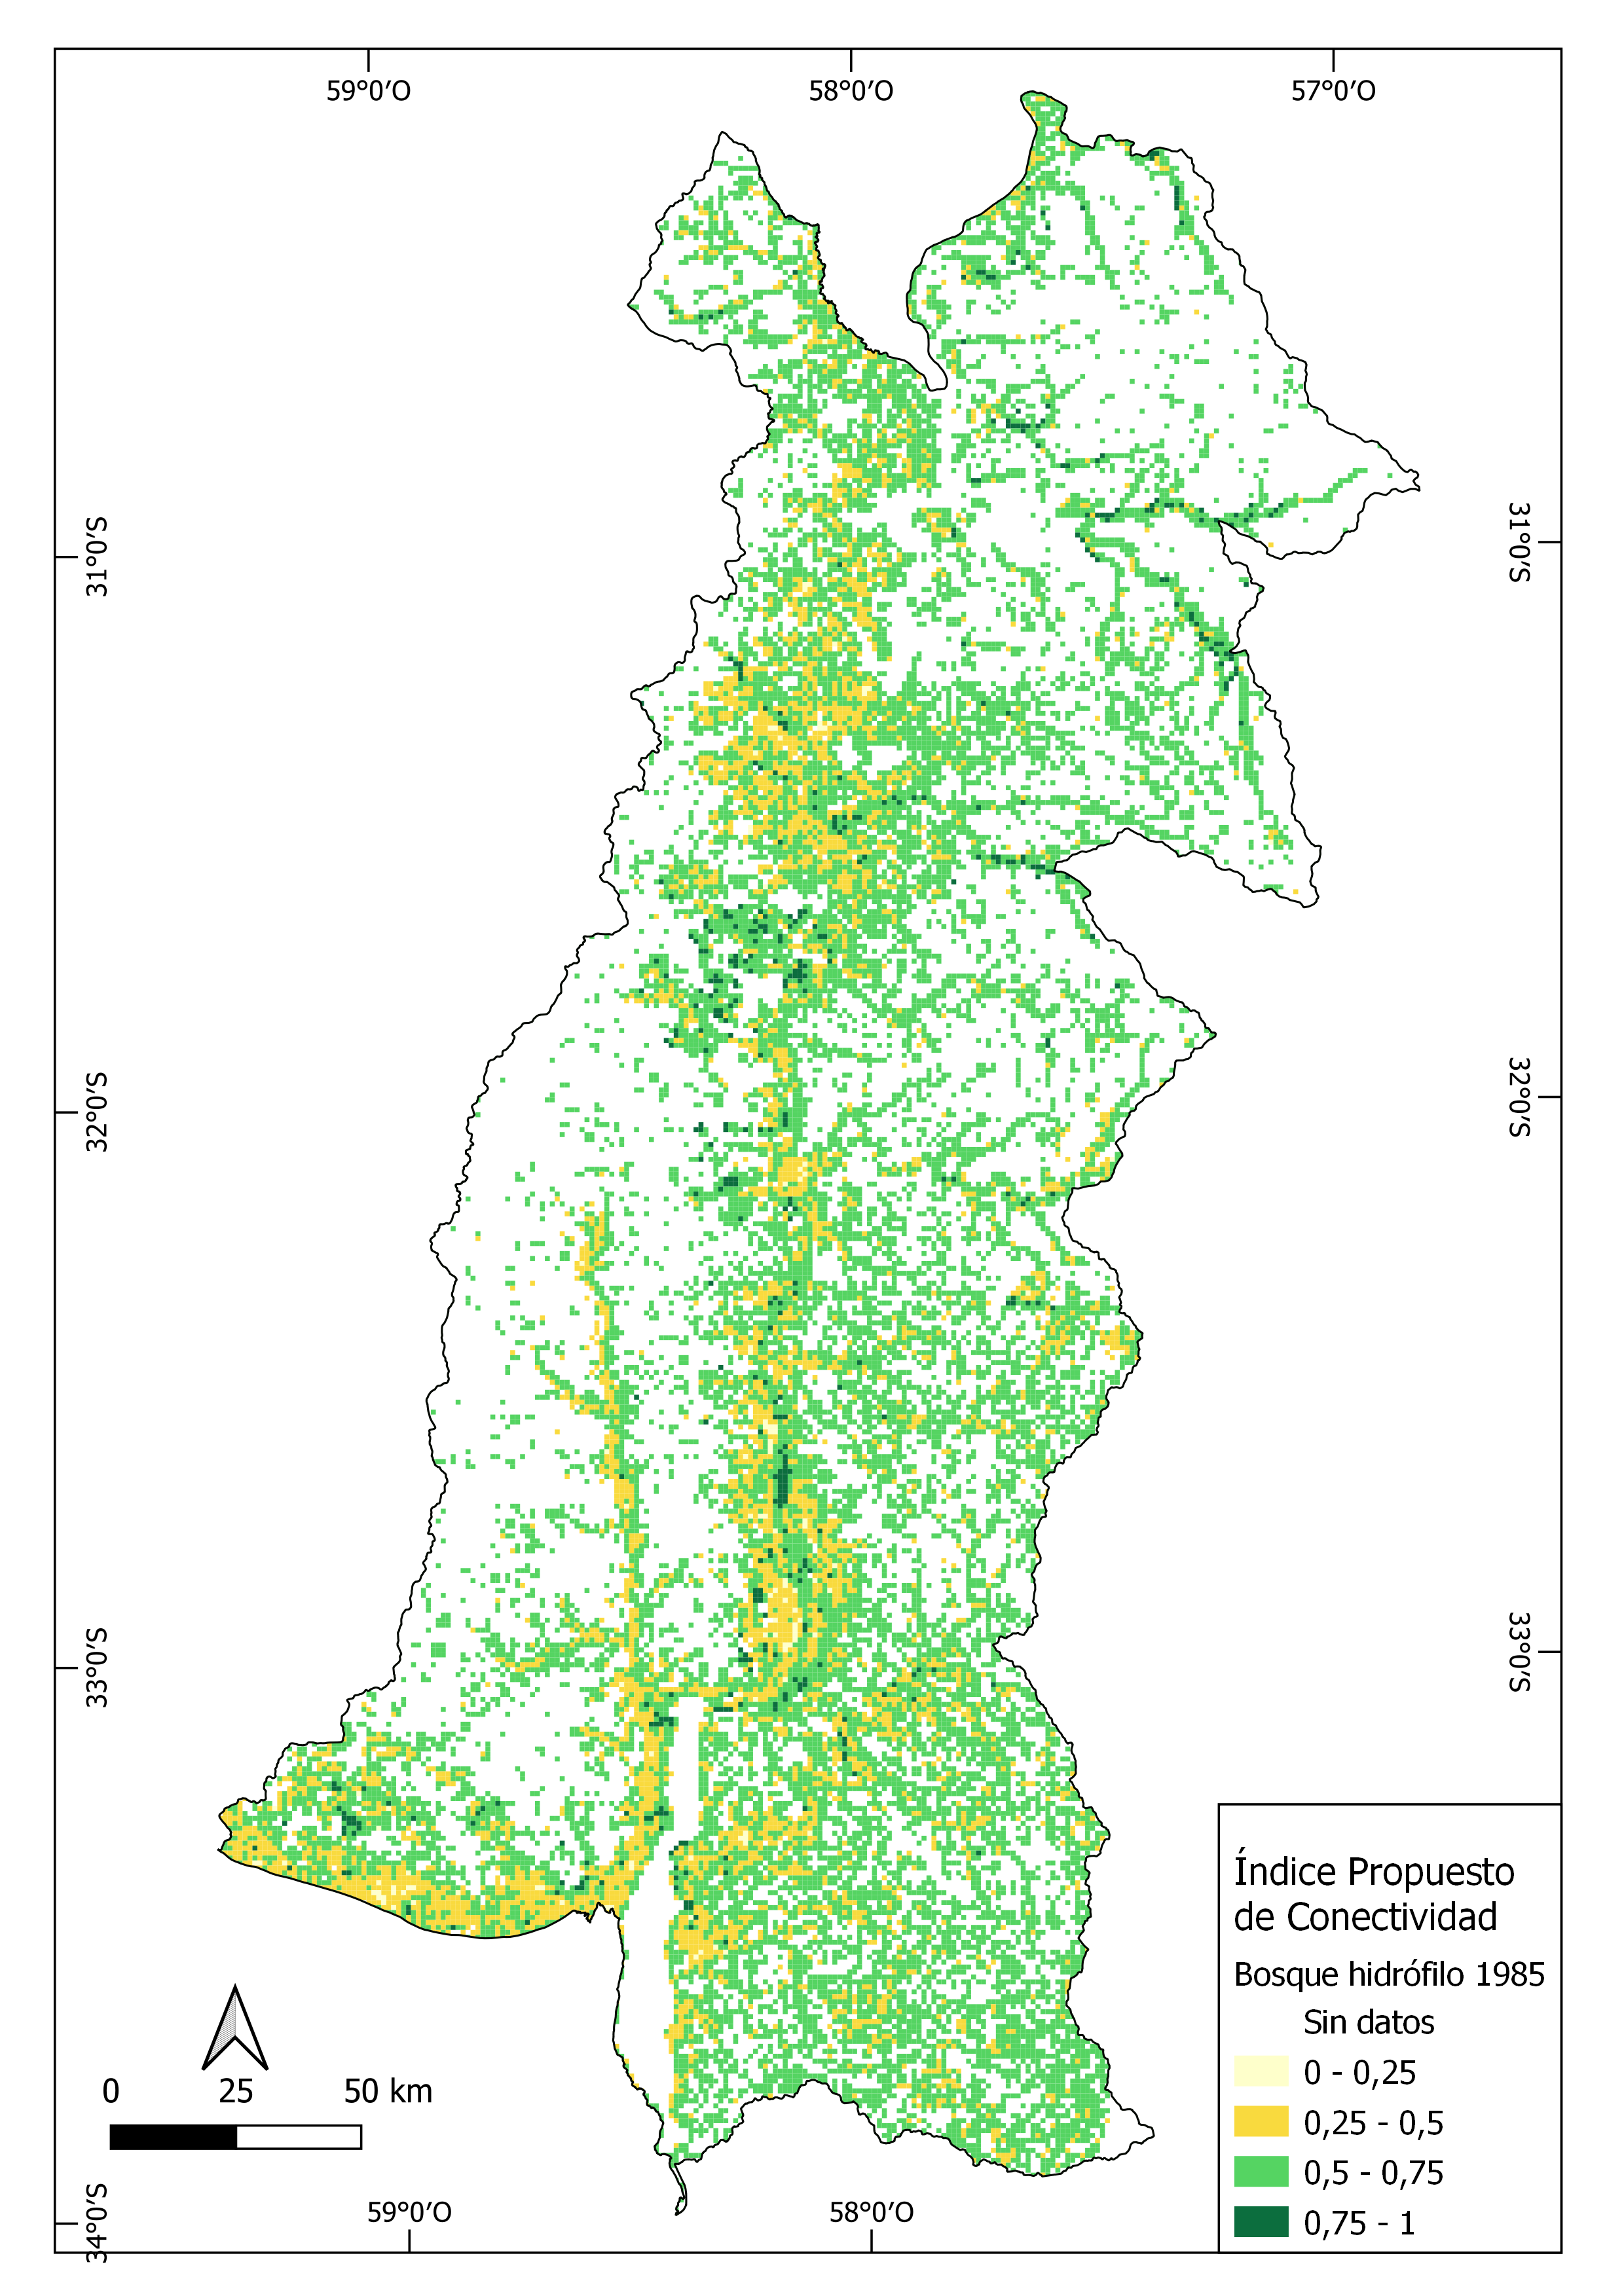 59°0'O 58°0'O 57°0'O
31°0'S 31°0'S
32°0'S 32°0'S
33°0'S 33°0'S
Índice Propuesto
de Conectividad
Bosque hidrófilo 1985
Sin datos
0 - 0,25
0,25 - 0,5
0,5 - 0,75
0,75 - 1
0 25 50 km
34°0'S
59°0'O 58°0'O